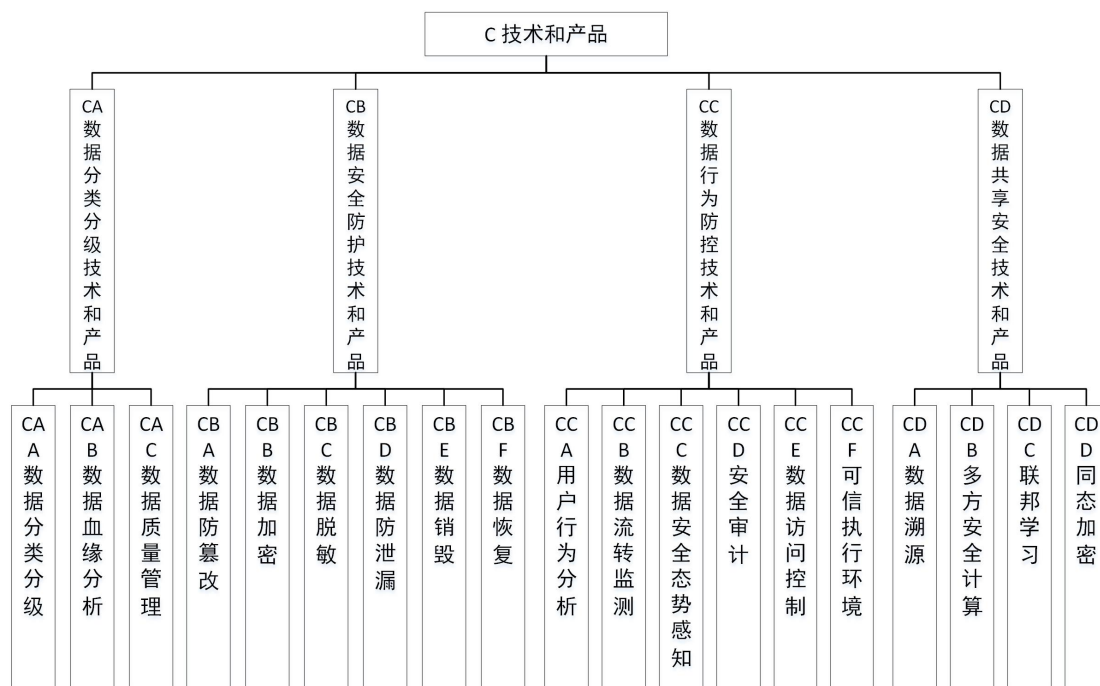 C 技术和产品
CA数据分类分级技术和产品
CB数据安全防护技术和产品
CC数据行为防控技术和产品
CD数据共享安全技术和产品
CAA数据分类分级
CAB数据血缘分析
CAC数据质量管理
CBA数据防篡改
CBB数据加密
CBC数据脱敏
CBD数据防泄漏
CBE数据销毁
CBF数据恢复
CCA用户行为分析
CCB数据流转监测
CCC数据安全态势感知
CCD安全审计
CCE数据访问控制
CCF可信执行环境
CDA数据溯源
CDB多方安全计算
CDC联邦学习
CDD同态加密